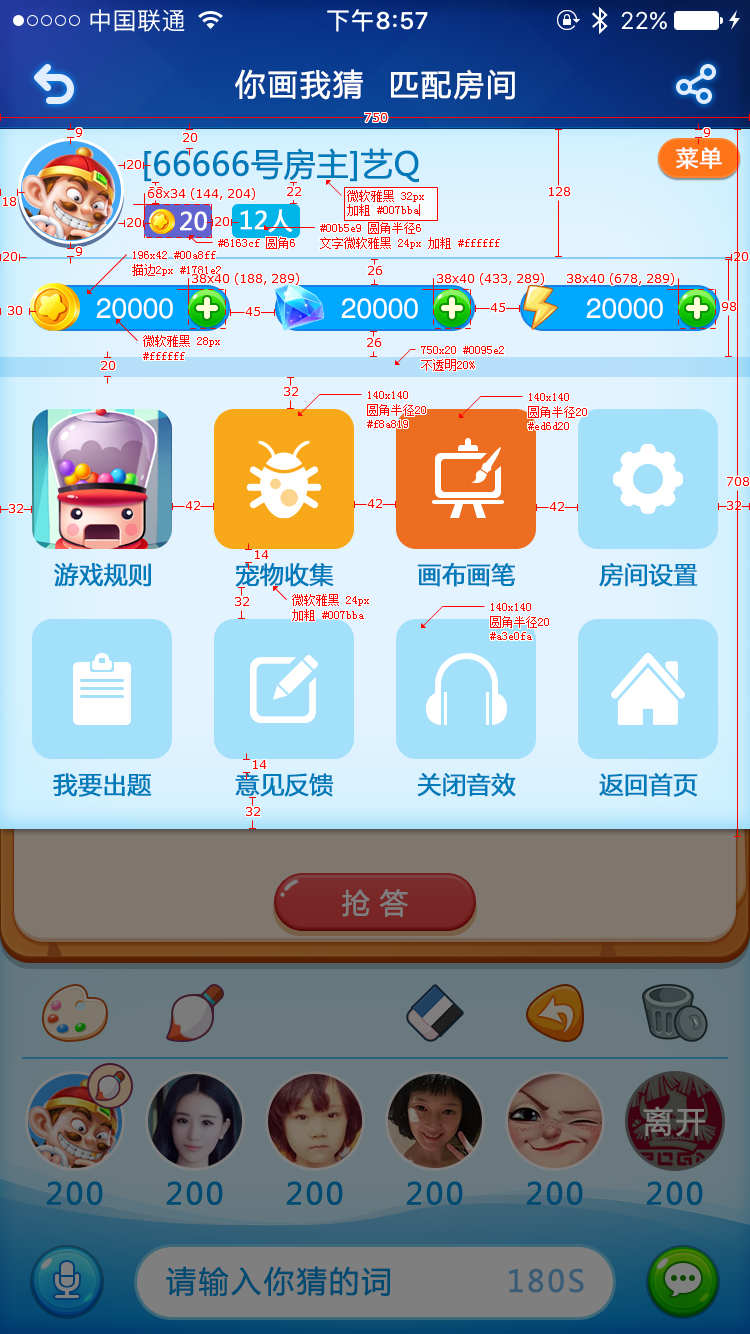 中国联通 下午8:57 22%
你画我猜 匹配房间
750
9
20
9
[66666号房主]艺Q
菜单
20
18
68x34 (144, 204)
22
微软雅黑 32px
加粗 #007bba
128
20
20
20
12人
#00b5e9 圆角半径6
文字微软雅黑 24px 加粗 #ffffff
#6163cf 圆角6
9
20
196x42 #00a8ff
描边2px #1781e2
26
20
38x40 (188, 289)
38x40 (433, 289)
38x40 (678, 289)
30
20000
45
20000
45
20000
98
微软雅黑 28px
#ffffff
26
750x20 #0095e2
不透明20%
20
32
140x140
圆角半径20
#f8a819
140x140
圆角半径20
#ed6d20
708
32
42
42
42
32
14
游戏规则
宠物收集
画布画笔
房间设置
32
微软雅黑 24px
加粗 #007bba
140x140
圆角半径20
#a3e0fa
14
我要出题
意见反馈
关闭音效
返回首页
32
抢答
离开
200
200
200
200
200
200
请输入你猜的词
180S